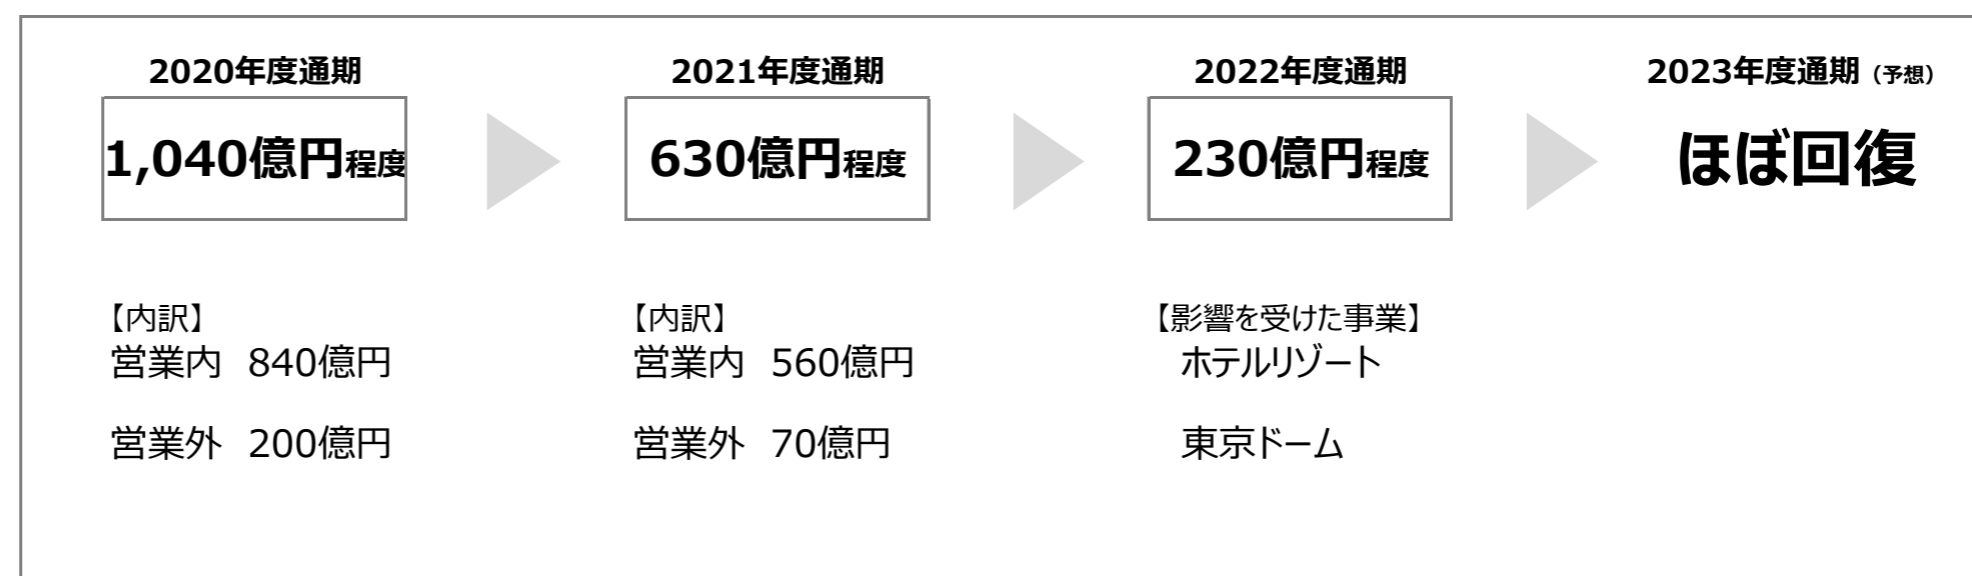 2020年度通期
1,040億円程度
【内訳】
営業内 840億円
営業外 200億円
2021年度通期
630億円程度
【内訳】
営業内 560億円
営業外 70億円
2022年度通期
230億円程度
【影響を受けた事業】
ホテルリゾート
東京ドーム
2023年度通期（予想）
ほぼ回復